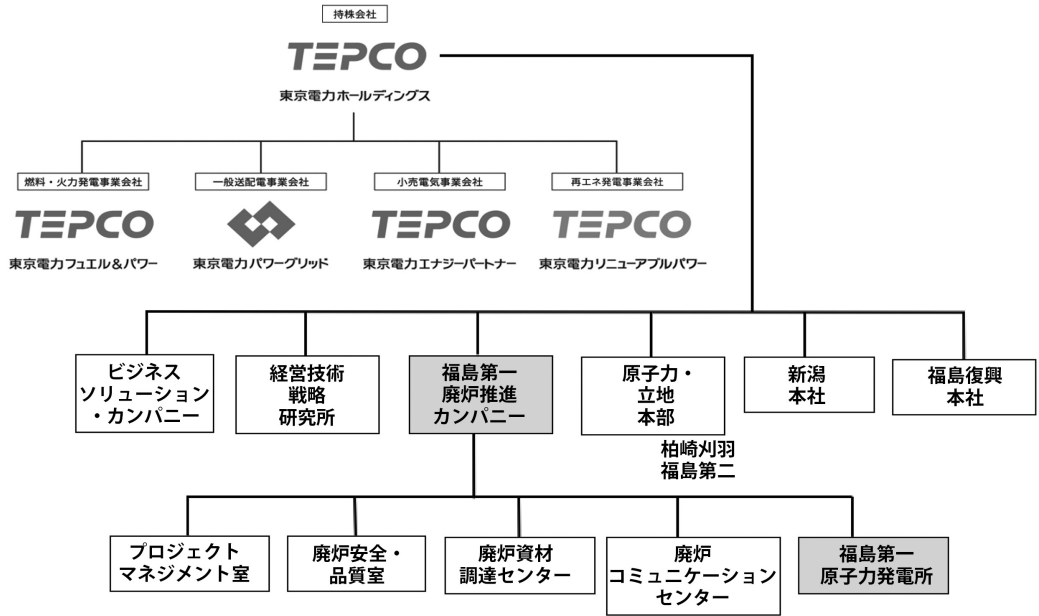 持株会社
TEPCO
東京電力ホールディングス
燃料・火力発電事業会社
TEPCO
東京電力フュエル&パワー
一般送配電事業会社
東京電力パワーグリッド
小売電気事業会社
TEPCO
東京電力エナジーパートナー
再エネ発電事業会社
TEPCO
東京電力リニューアブルパワー
ビジネス
ソリューション
・カンパニー
経営技術
戦略
研究所
福島第一
廃炉推進
カンパニー
原子力・
立地
本部
柏崎刈羽
福島第二
新潟
本社
福島復興
本社
プロジェクト
マネジメント室
廃炉安全・
品質室
廃炉資材
調達センター
廃炉
コミュニケーション
センター
福島第一
原子力発電所